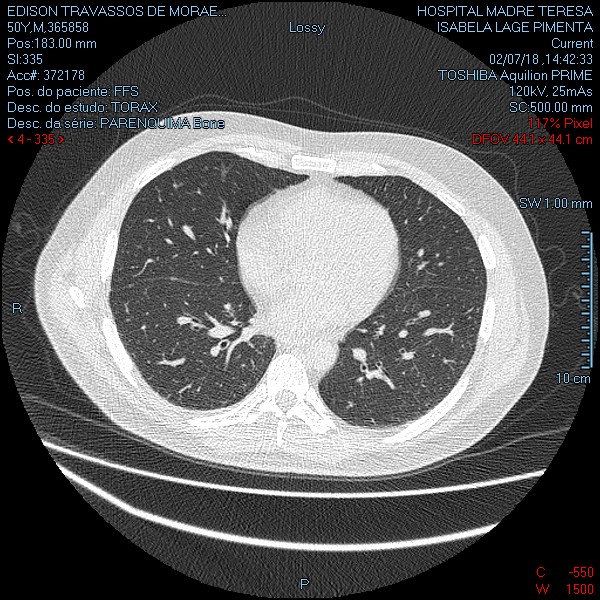 EDISON TRAVASSOS DE MORAE...
50Y,M,365858
Pos:183.00 mm
SI:335
Acc#: 372178
Pos. do paciente: FFS
Desc. do estudo: TORAX
Desc. da série: PARENQUIMA Bone
< 4 - 335 >
Lossy
HOSPITAL MADRE TERESA
ISABELA LAGE PIMENTA
Current
02/07/18 ,14:42:33
TOSHIBA Aquilion PRIME
120kV, 25mAs
SC:500.00 mm
117% Pixel
DFOV:44.1 x 44.1 cm
SW:1.00 mm
R
10 cm
P
C -550
W 1500